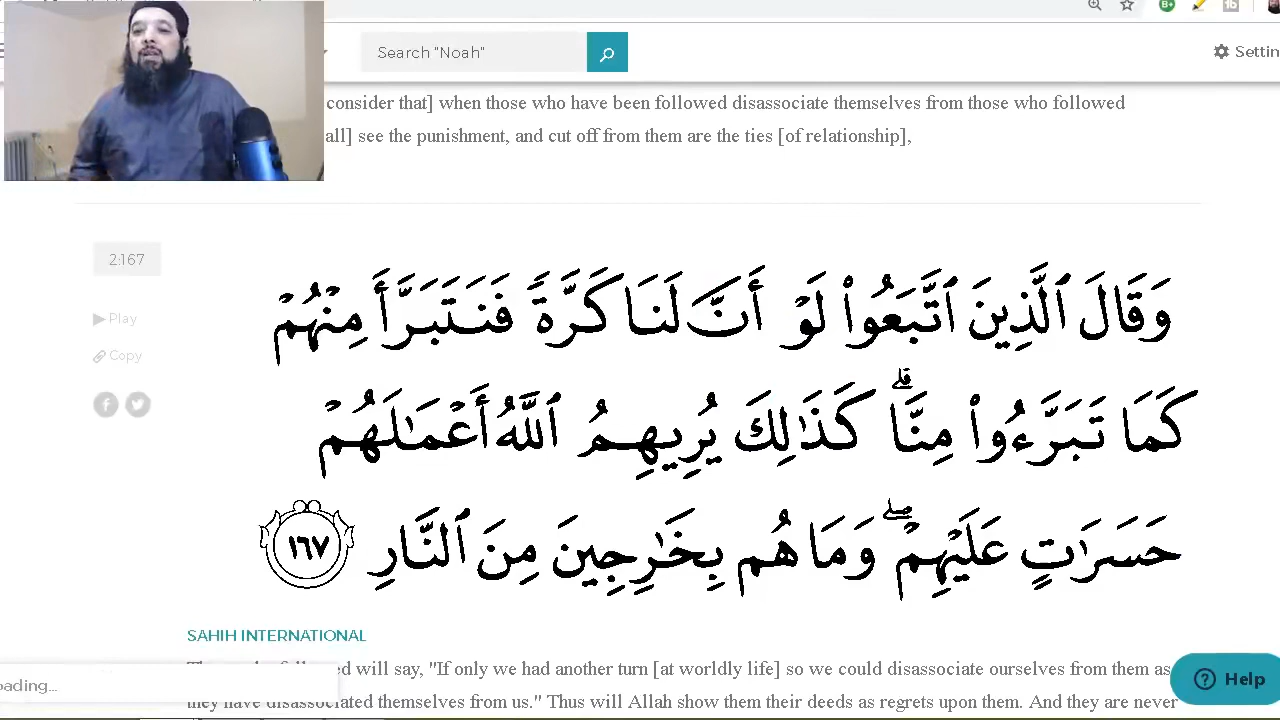 Search "Noah"
Settin
consider that] when those who have been followed disassociate themselves from those who followed
all] see the punishment, and cut off from them are the ties [of relationship],
2:167
Play
Copy
وَقَالَ ٱلَّذِينَ ٱتَّبَعُوا۟ لَوْ أَنَّ لَنَا كَرَّةً فَنَتَبَرَّأَ مِنْهُمْ
كَمَا تَبَرَّءُوا۟ مِنَّا ۗ كَذَٰلِكَ يُرِيهِمُ ٱللَّهُ أَعْمَـٰلَهُمْ
حَسَرَٰتٍ عَلَيْهِمْ ۖ وَمَا هُم بِخَـٰرِجِينَ مِنَ ٱلنَّارِ ١٦٧
SAHIH INTERNATIONAL
will say, "If only we had another turn [at worldly life] so we could disassociate ourselves from them as
they have disassociated themselves from us." Thus will Allah show them their deeds as regrets upon them. And they are never
oading...
Help